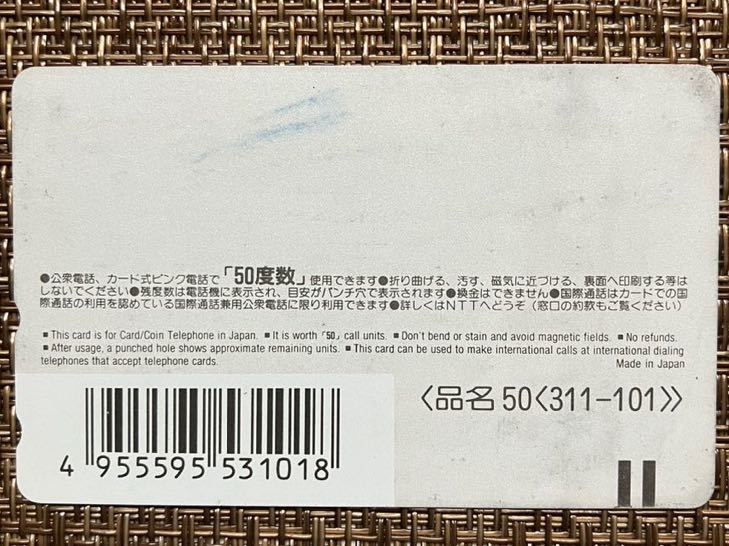 ●公衆電話、カード式ピンク電話で「50度数」使用できます●折り曲げる、汚す、磁気に近づける、裏面へ印刷する等は
しないでください●残度数は電話機に表示され、目安がパンチ穴で表示されます●換金はできません●国際通話はカードでの国
際通話の利用を認めている国際通話兼用公衆電話に限り利用できます●詳しくはNTTへどうぞ(窓口の約款もご覧ください)
■This card is for Card/Coin Telephone in Japan. ■It is worth「50」call units. ■Don't bend or stain and avoid magnetic fields. ■No refunds.
■After usage, a punched hole shows approximate remaining units. ■This card can be used to make international calls at international dialing
telephones that accept telephone cards.
Made in Japan
〈品名 50〈311-101〉〉
4 955595 531018